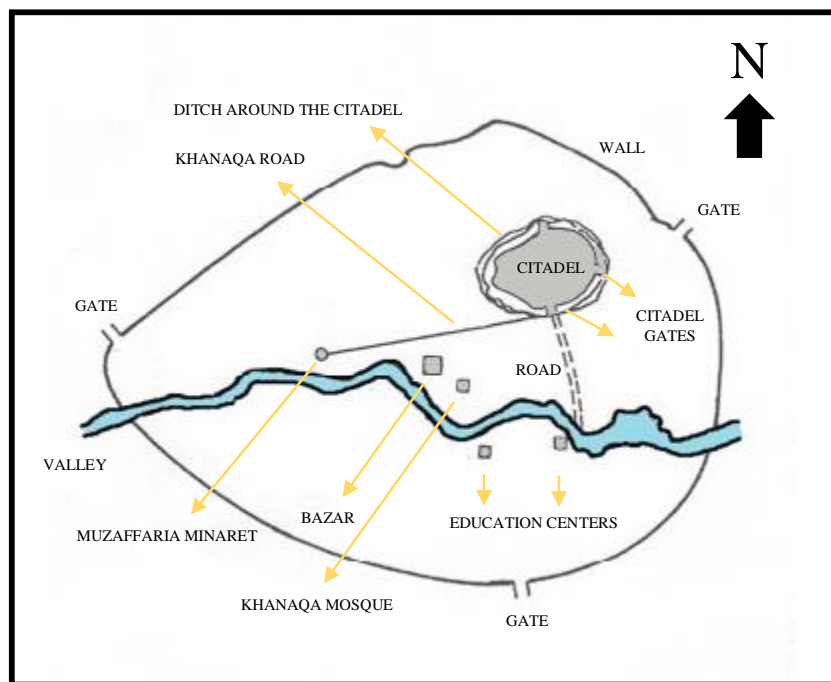 N
DITCH AROUND THE CITADEL
WALL
KHANAQA ROAD
GATE
CITADEL
GATE
CITADEL
GATES
ROAD
VALLEY
BAZAR
EDUCATION CENTERS
MUZAFFARIA MINARET
KHANAQA MOSQUE
GATE